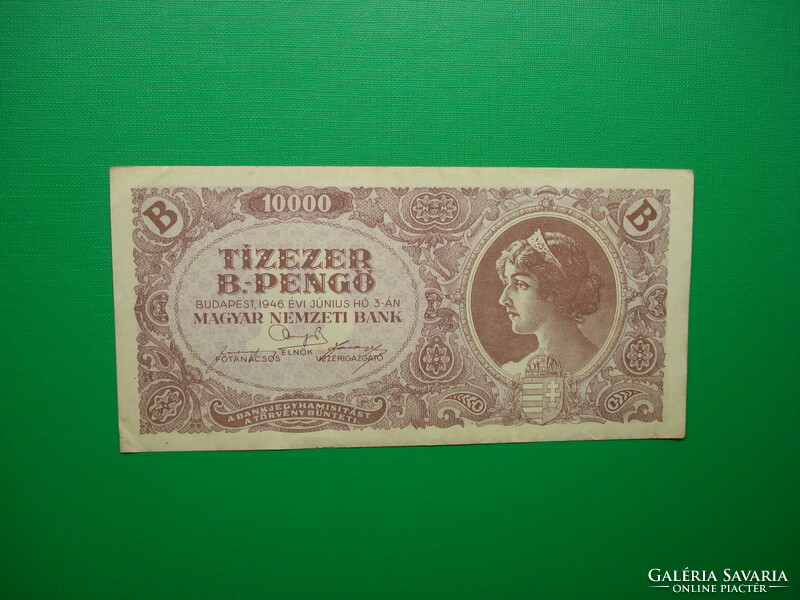 10000
B
B
TÍZEZER
B.-PENGŐ
BUDAPEST, 1946. ÉVI JÚNIUS HÓ 3-ÁN
MAGYAR NEMZETI BANK
ELNÖK
FŐTANÁCSOS VEZÉRIGAZGATÓ
A BANKJEGYHAMISÍTÁST
A TÖRVÉNY BÜNTETI
GALÉRIA SAVARIA
ONLINE PIACTÉR